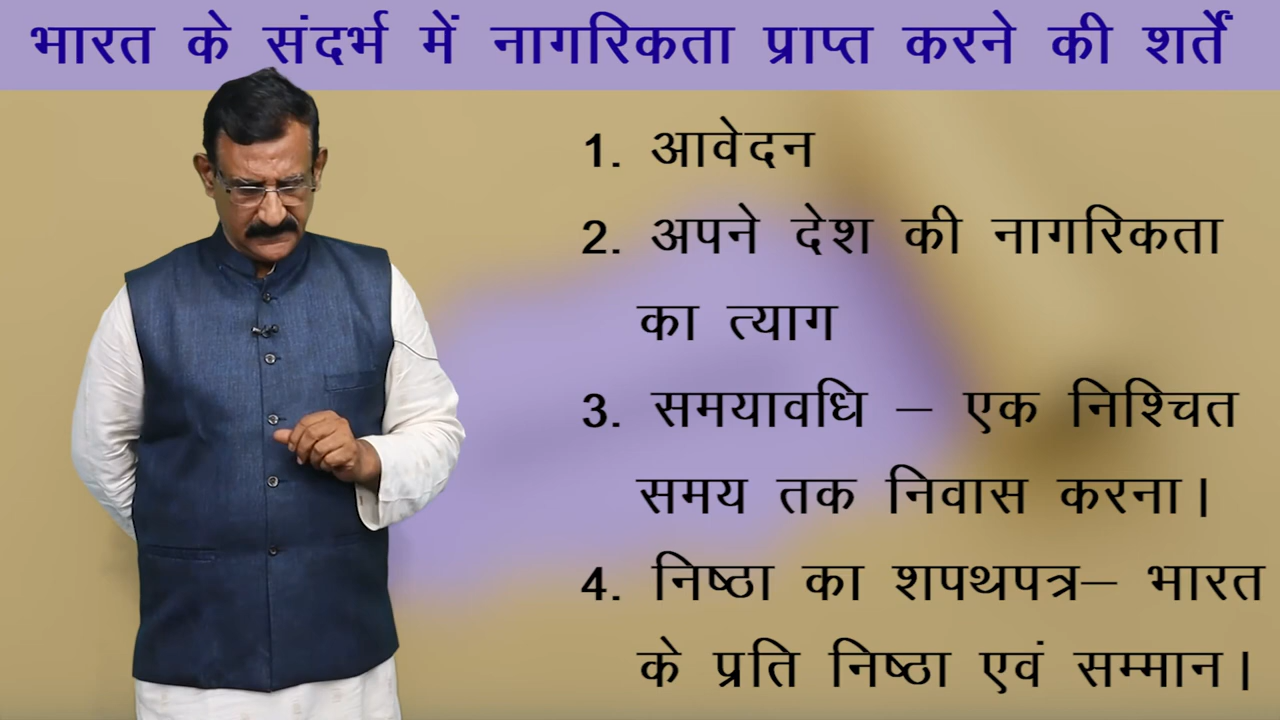 भारत के संदर्भ में नागरिकता प्राप्त करने की शर्तें
1. आवेदन
2. अपने देश की नागरिकता
का त्याग
3. समयावधि – एक निश्चित
समय तक निवास करना।
4. निष्ठा का शपथपत्र– भारत
के प्रति निष्ठा एवं सम्मान।